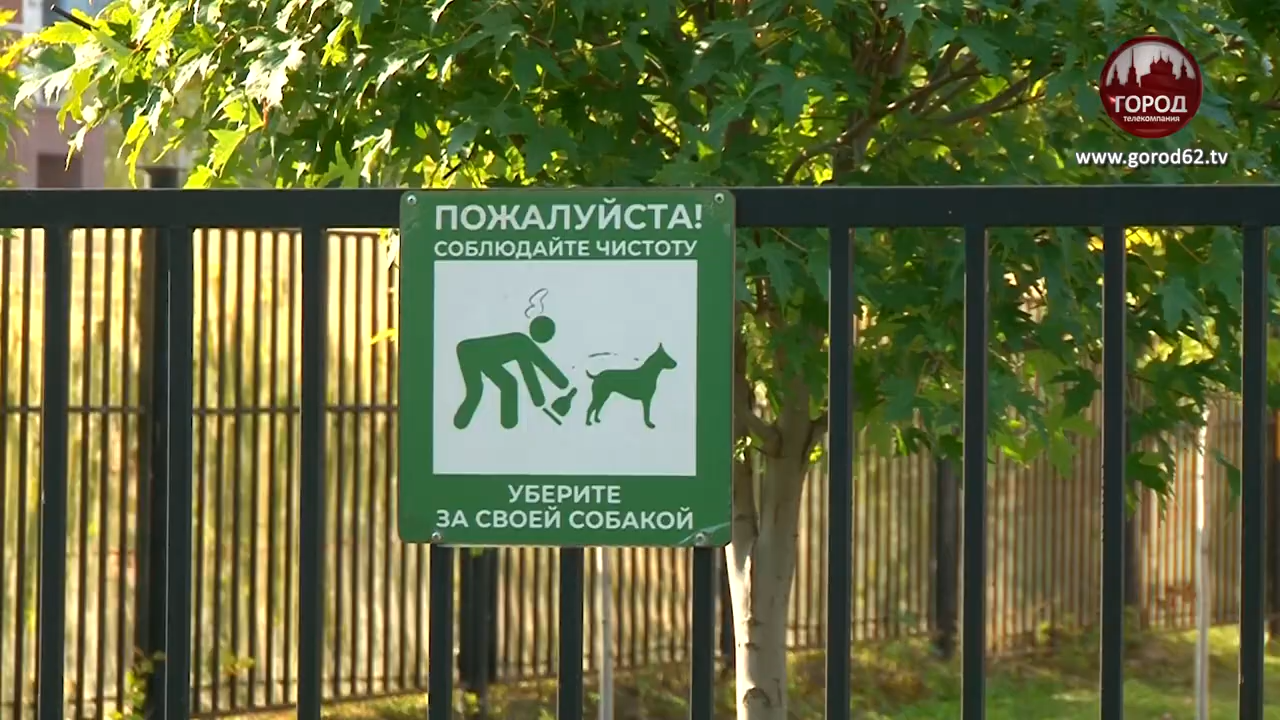 ГОРОД
телекомпания
www.gorod62.tv
ПОЖАЛУЙСТА!
СОБЛЮДАЙТЕ ЧИСТОТУ
УБЕРИТЕ
ЗА СВОЕЙ СОБАКОЙ